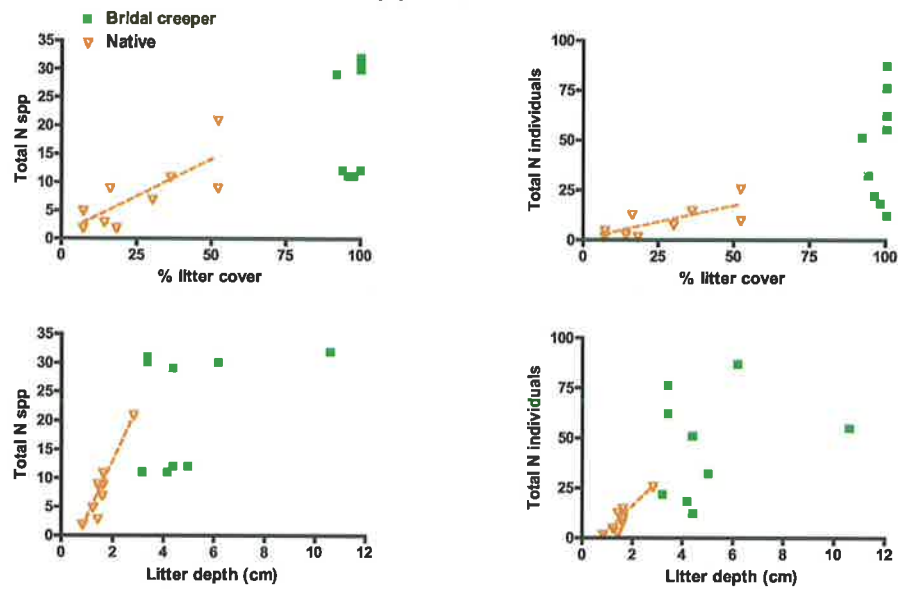 Bridal creeper
Native
35
30
25
20
15
10
5
0
Total N spp
0 25 50 75 100
% litter cover
100
75
50
25
0
Total N individuals
0 25 50 75 100
% litter cover
35
30
25
20
15
10
5
0
Total N spp
0 2 4 6 8 10 12
Litter depth (cm)
100
75
50
25
0
Total N individuals
0 2 4 6 8 10 12
Litter depth (cm)